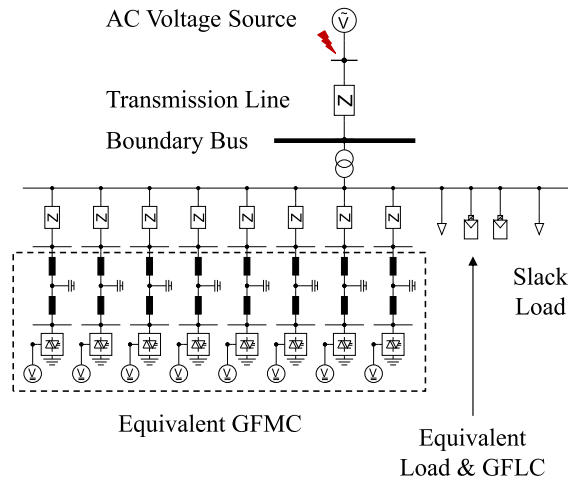 AC Voltage Source
Ṽ
Transmission Line
Z
Boundary Bus
Z Z Z Z Z Z Z Z
V V V V V V V V
Slack
Load
Equivalent GFMC
Equivalent
Load & GFLC